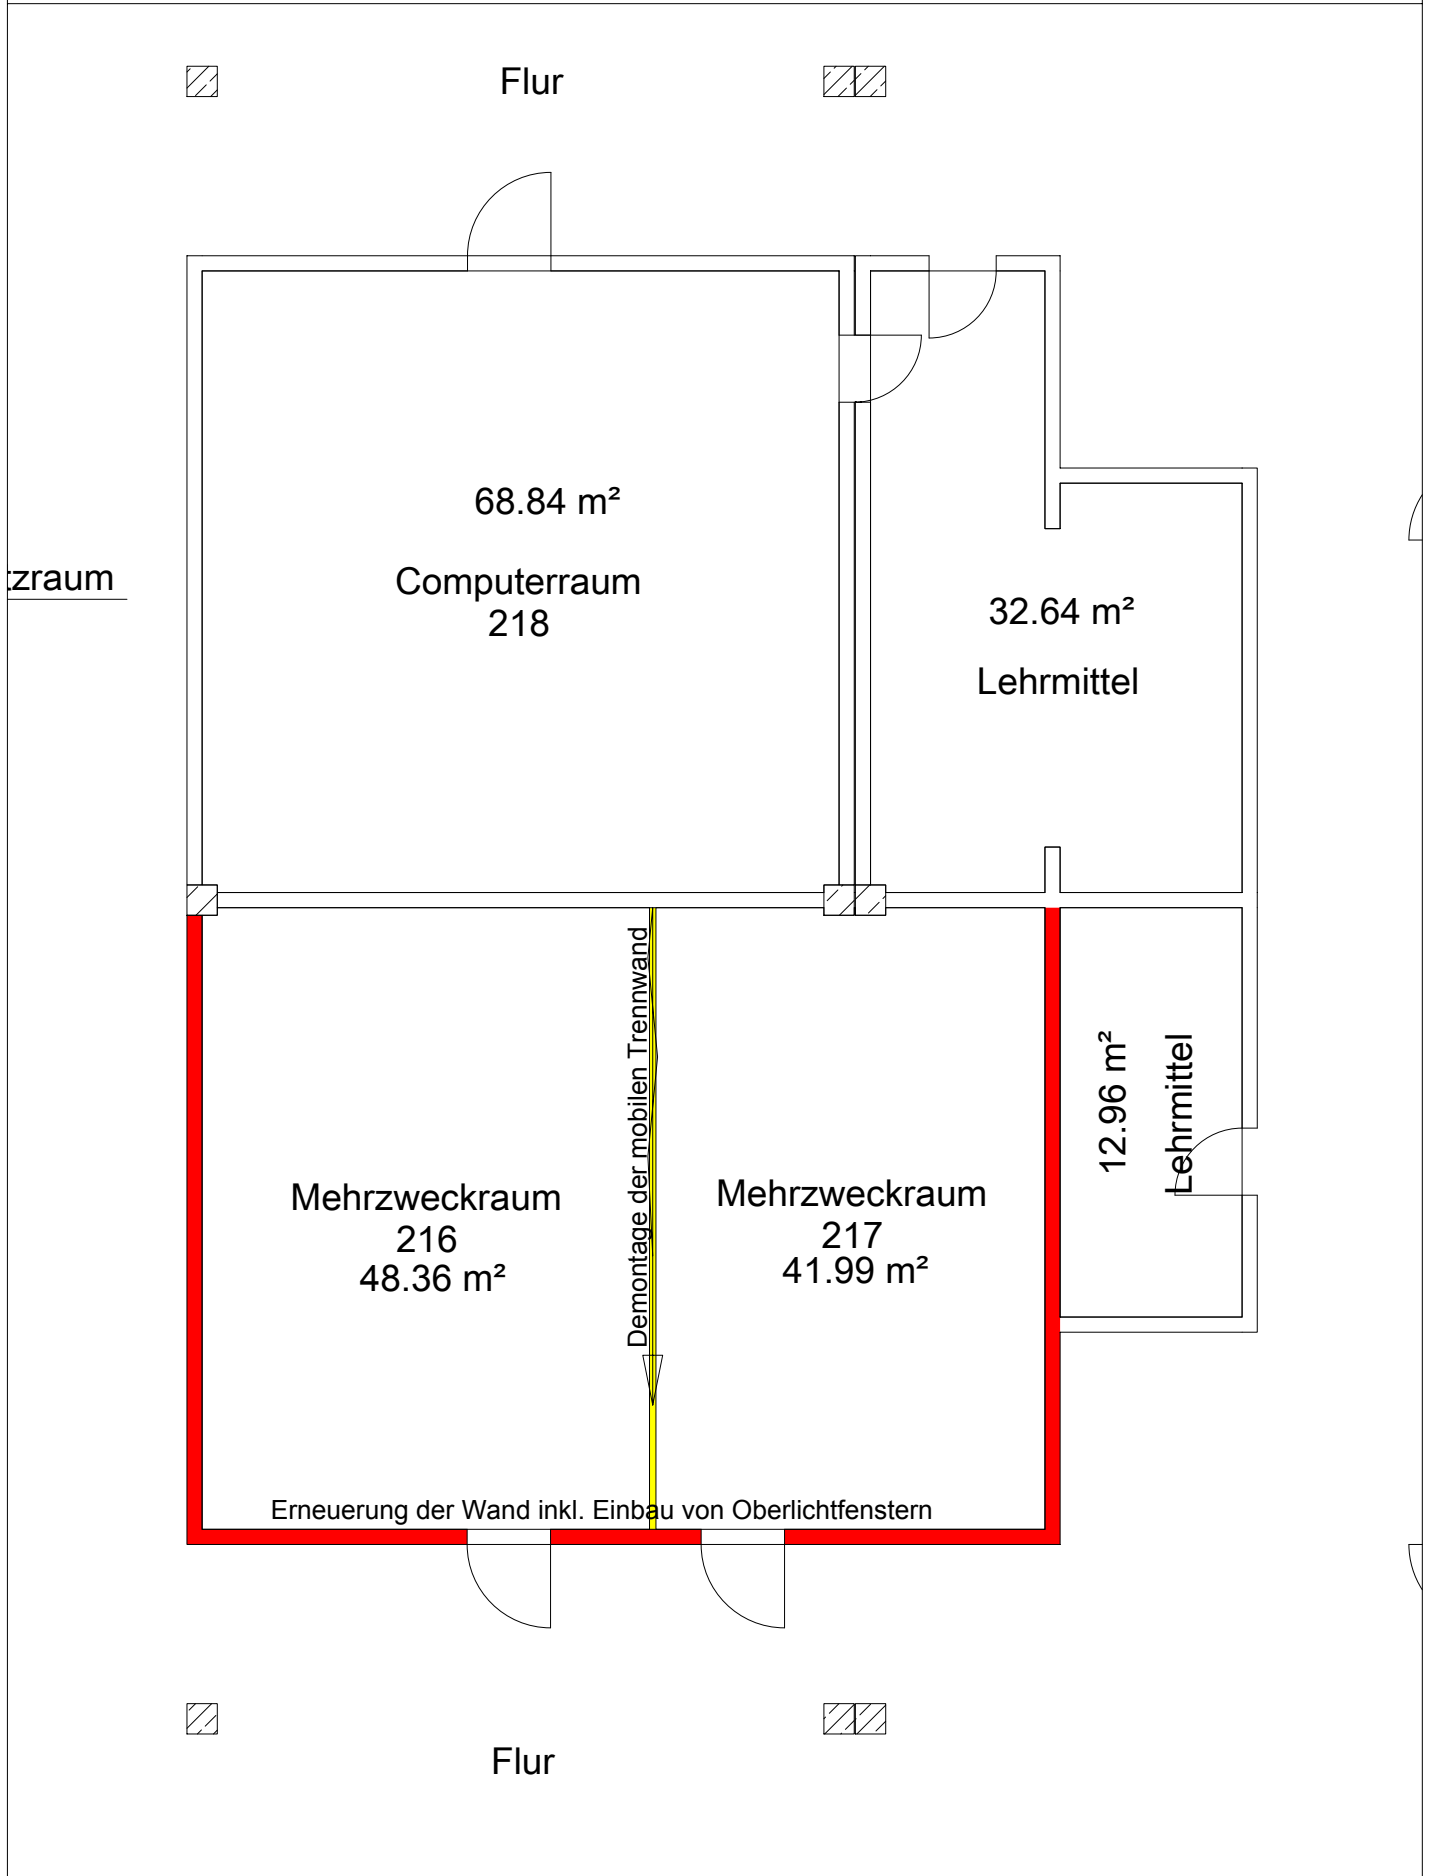 Flur
68.84 m²
Computerraum
218
tzraum
32.64 m²
Lehrmittel
Demontage der mobilen Trennwand
12.96 m²
Lehrmittel
Mehrzweckraum
216
48.36 m²
Mehrzweckraum
217
41.99 m²
Erneuerung der Wand inkl. Einbau von Oberlichtfenstern
Flur